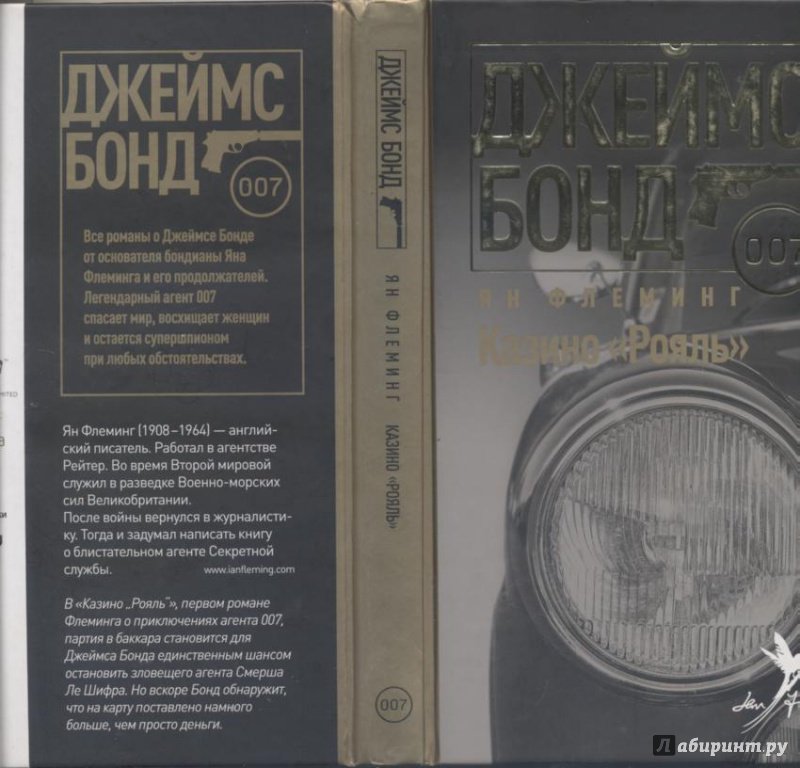 ДЖЕЙМС
БОНД
007
Все романы о Джеймсе Бонде
от основателя бондианы Яна
Флеминга и его продолжателей.
Легендарный агент 007
спасает мир, восхищает женщин
и остается супершпионом
при любых обстоятельствах.
Ян Флеминг (1908–1964) — англий-
ский писатель. Работал в агентстве
Рейтер. Во время Второй мировой
служил в разведке Военно-морских
сил Великобритании.
После войны вернулся в журналисти-
ку. Тогда и задумал написать книгу
о блистательном агенте Секретной
службы. www.ianfleming.com
В «Казино „Рояль“», первом романе
Флеминга о приключениях агента 007,
партия в баккара становится для
Джеймса Бонда единственным шансом
остановить зловещего агента Смерша
Ле Шифра. Но вскоре Бонд обнаружит,
что на карту поставлено намного
больше, чем просто деньги.
ДЖЕЙМС БОНД
ЯН ФЛЕМИНГ КАЗИНО «РОЯЛЬ»
007
ДЖЕЙМС
БОНД
007
ЯН ФЛЕМИНГ
Казино «Рояль»
Ian
Лабиринт.ру